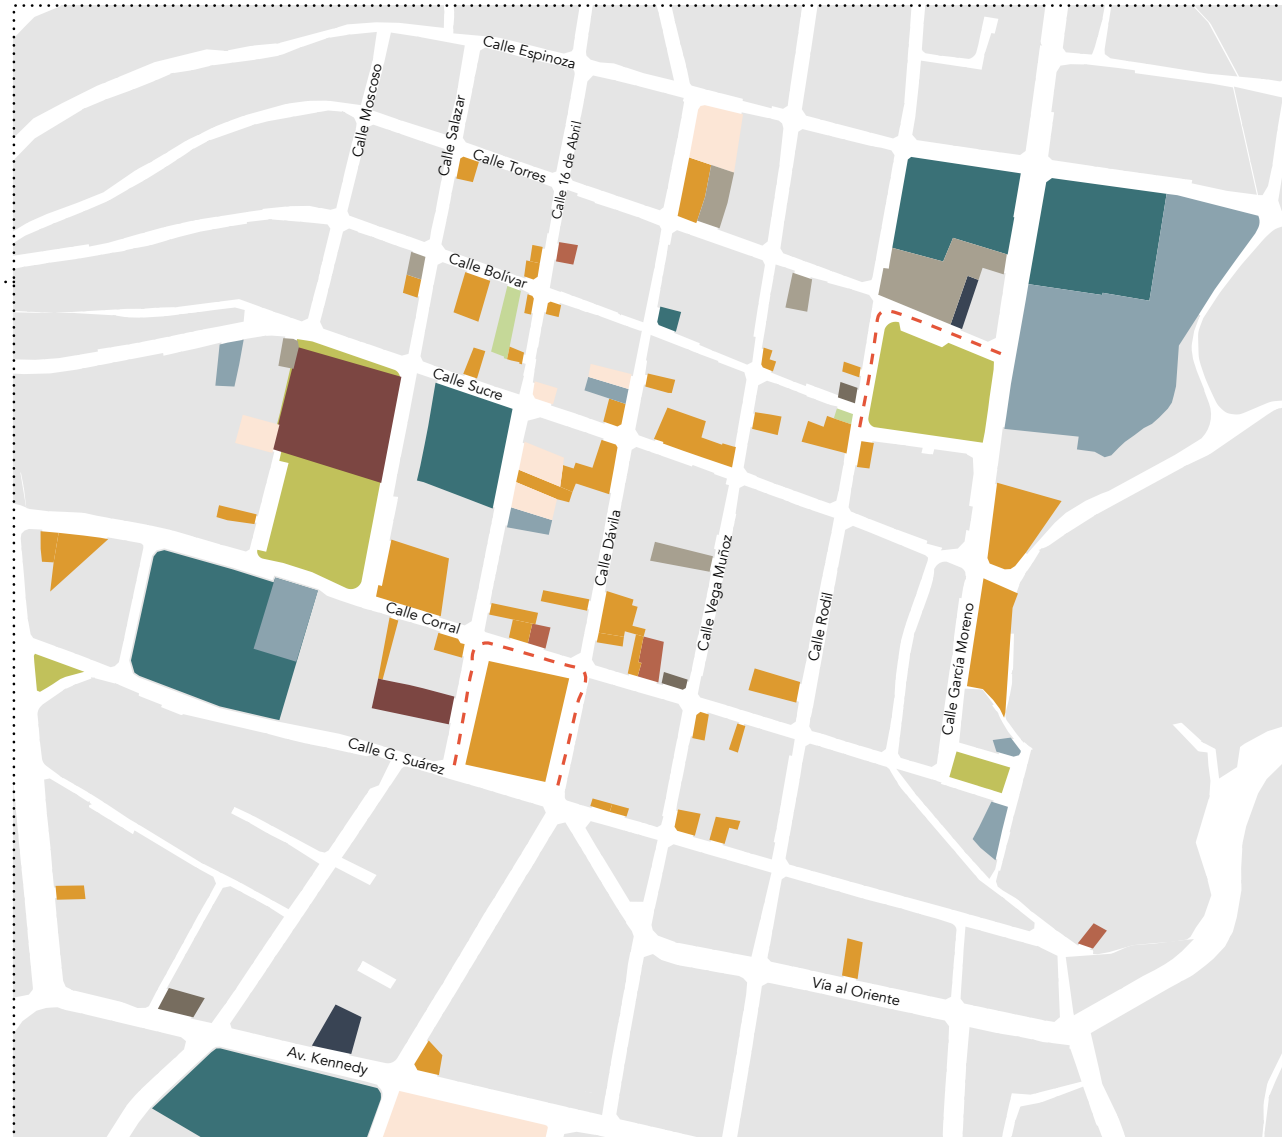 Calle Espinoza
Calle Moscoso
Calle Salazar
Calle 16 de Abril
Calle Torres
Calle Bolívar
Calle Sucre
Calle Dávila
Calle Vega Muñoz
Calle Rodil
Calle García Moreno
Calle Corral
Calle G. Suárez
Vía al Oriente
Av. Kennedy